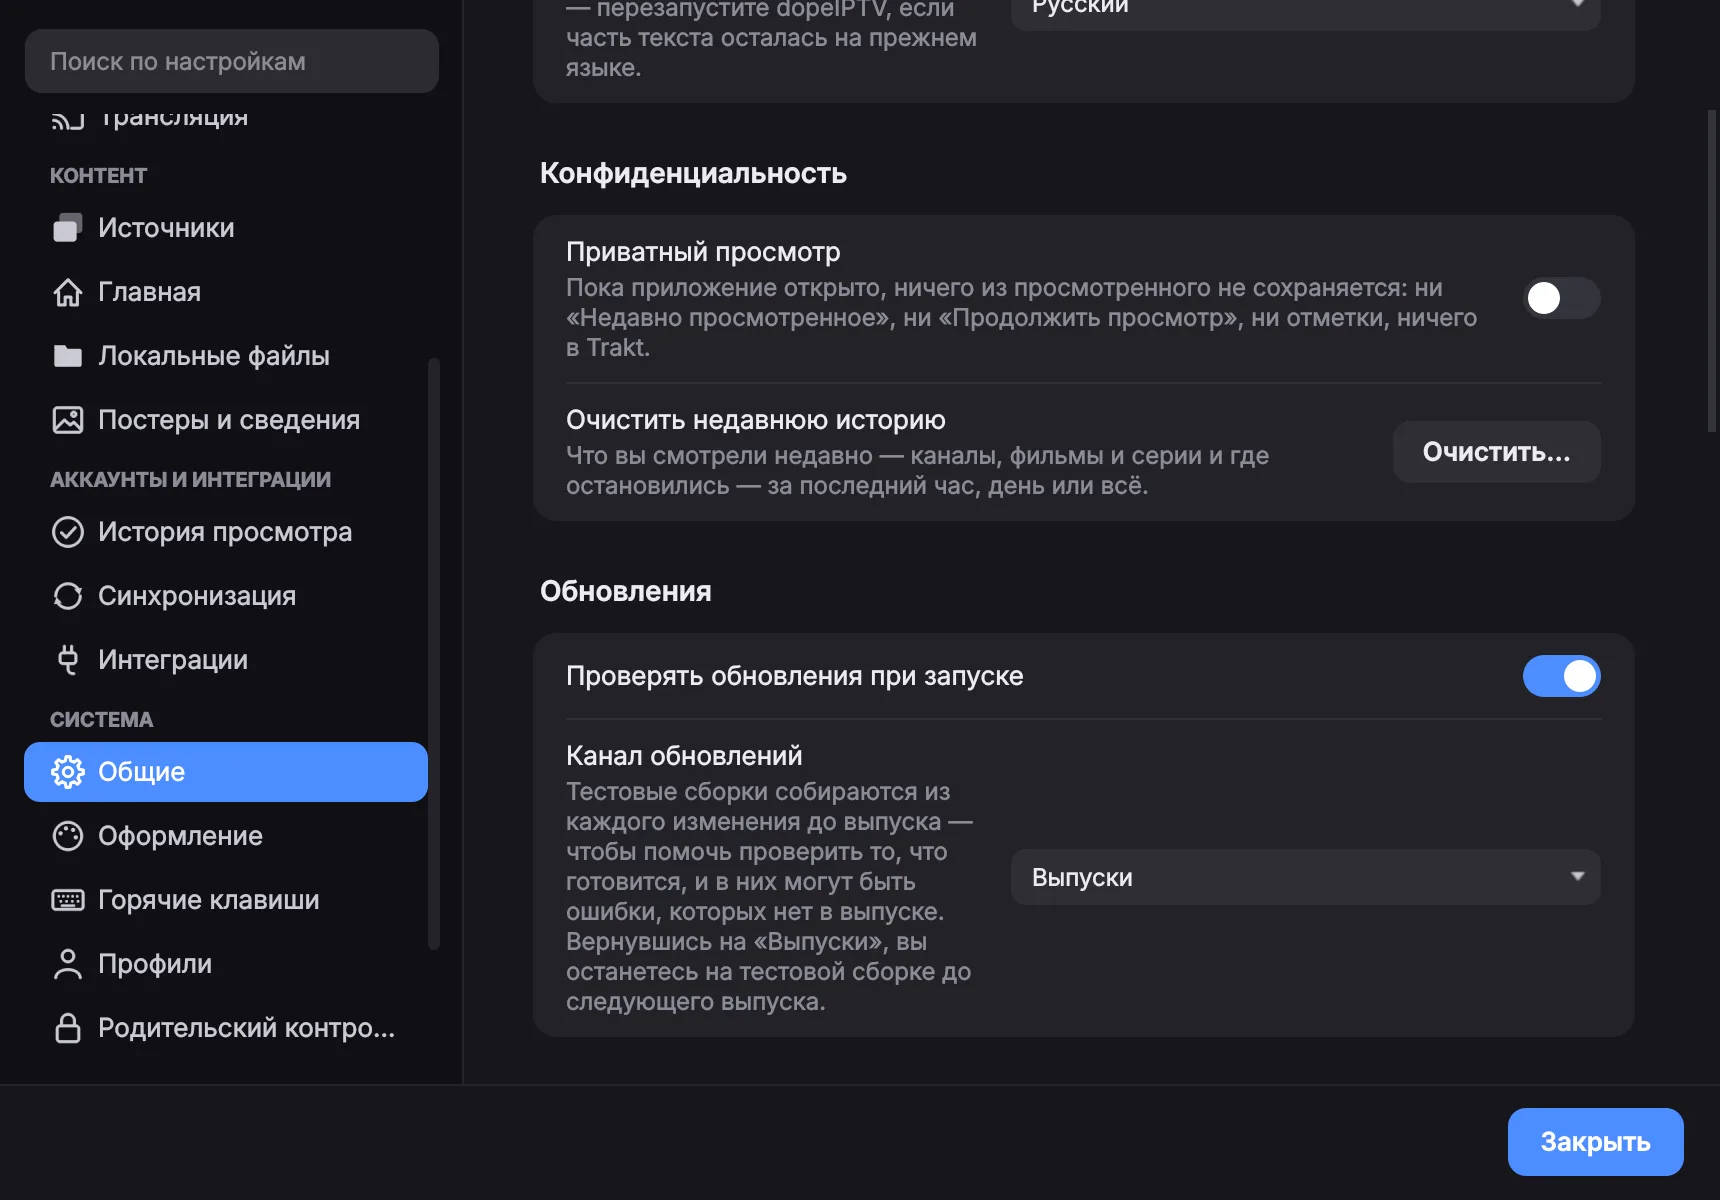 Поиск по настройкам
Трансляция
КОНТЕНТ
Источники
Главная
Локальные файлы
Постеры и сведения
АККАУНТЫ И ИНТЕГРАЦИИ
История просмотра
Синхронизация
Интеграции
СИСТЕМА
Общие
Оформление
Горячие клавиши
Профили
Родительский контро...
— перезапустите dopeIPTV, если
часть текста осталась на прежнем
языке.
Русский
Конфиденциальность
Приватный просмотр
Пока приложение открыто, ничего из просмотренного не сохраняется: ни
«Недавно просмотренное», ни «Продолжить просмотр», ни отметки, ничего
в Trakt.
Очистить недавнюю историю
Что вы смотрели недавно — каналы, фильмы и серии и где
остановились — за последний час, день или всё.
Очистить...
Обновления
Проверять обновления при запуске
Канал обновлений
Тестовые сборки собираются из
каждого изменения до выпуска —
чтобы помочь проверить то, что
готовится, и в них могут быть
ошибки, которых нет в выпуске.
Вернувшись на «Выпуски», вы
останетесь на тестовой сборке до
следующего выпуска.
Выпуски
Закрыть